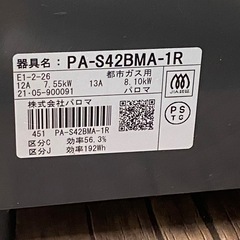 器具名: PA-S42BMA-1R
E1-2-26 都市ガス用
12A 7.55kW 13A 8.10kW
21·05-900091 パロマ
株式会社パロマ
451 PA-S42BMA-1R
区分C 効率56.3%
区分J 効率192Wh
PS
TG
JIA認証